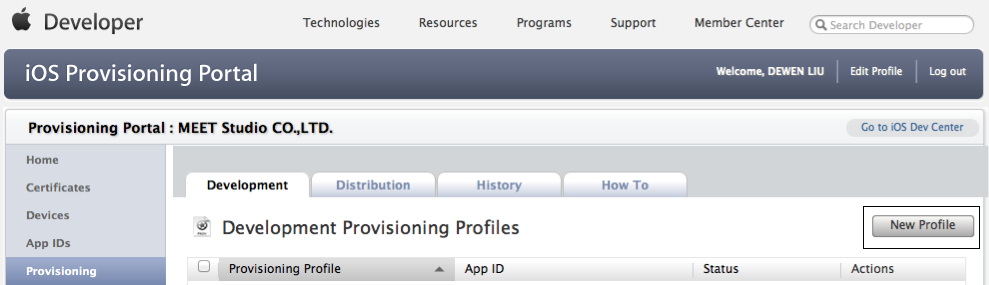 Developer Technologies Resources Programs Support Member Center Search Developer
iOS Provisioning Portal Welcome, DEWEN LIU Edit Profile Log out
Provisioning Portal : MEET Studio CO.,LTD. Go to iOS Dev Center
Home
Certificates
Devices
App IDs
Provisioning
Development Distribution History How To
Development Provisioning Profiles New Profile
Provisioning Profile App ID Status Actions